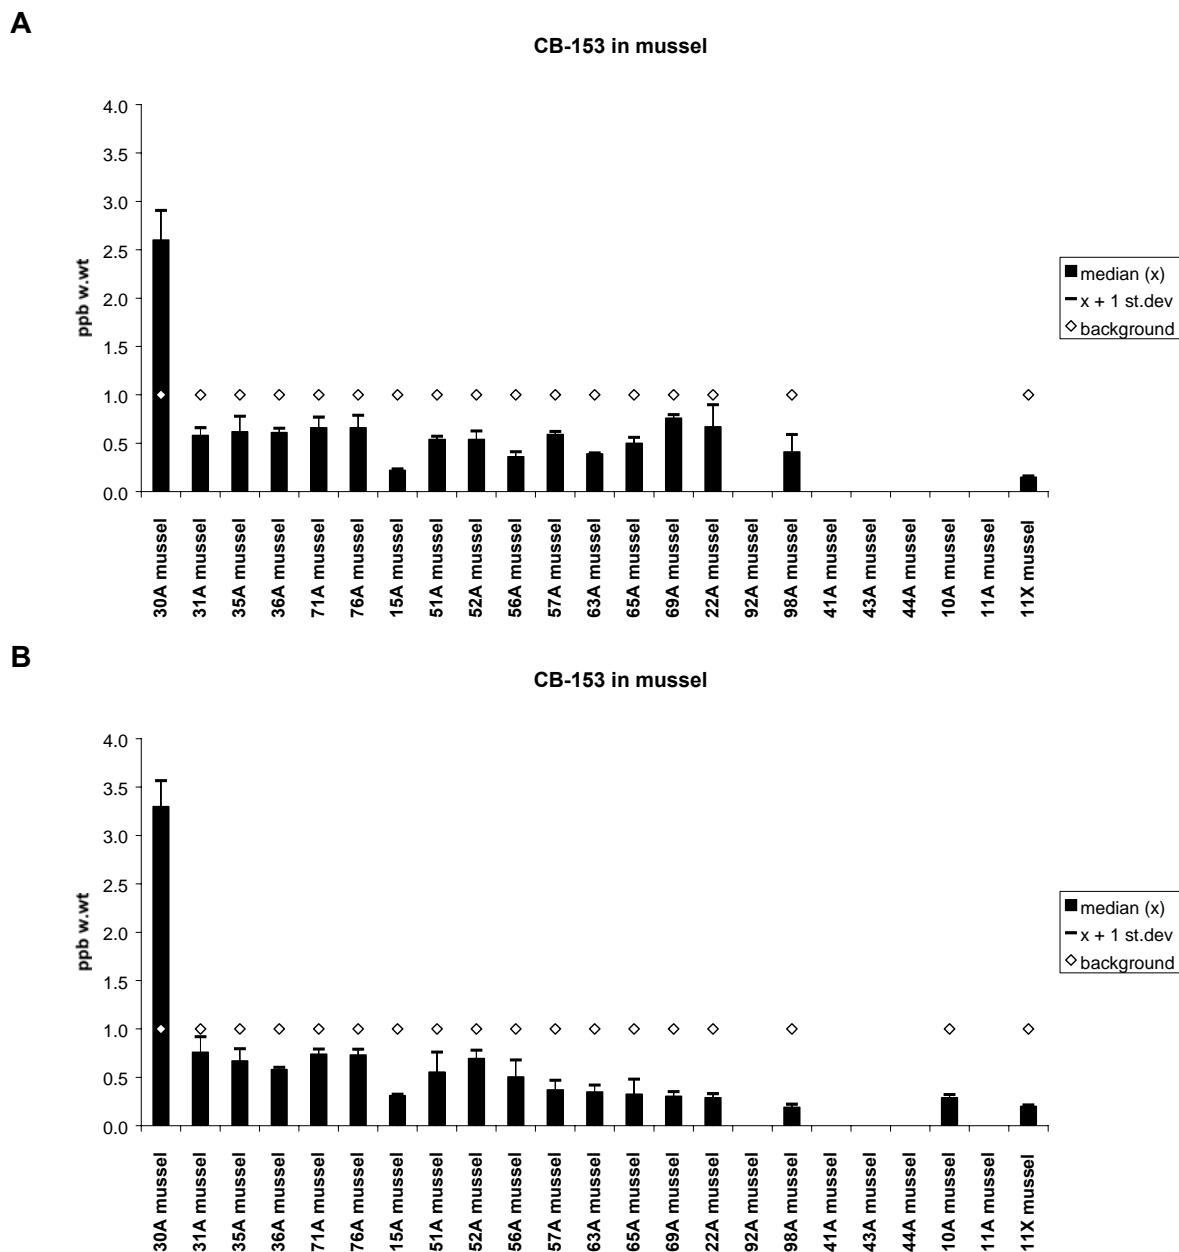 A
CB-153 in mussel
4.0
3.5
3.0
2.5
2.0
1.5
1.0
0.5
0.0
ppb w.wt
30A mussel
31A mussel
35A mussel
36A mussel
71A mussel
76A mussel
15A mussel
51A mussel
52A mussel
56A mussel
57A mussel
63A mussel
65A mussel
69A mussel
22A mussel
92A mussel
98A mussel
41A mussel
43A mussel
44A mussel
10A mussel
11A mussel
11X mussel
median (x)
x + 1 st.dev
background
B
CB-153 in mussel
4.0
3.5
3.0
2.5
2.0
1.5
1.0
0.5
0.0
ppb w.wt
30A mussel
31A mussel
35A mussel
36A mussel
71A mussel
76A mussel
15A mussel
51A mussel
52A mussel
56A mussel
57A mussel
63A mussel
65A mussel
69A mussel
22A mussel
92A mussel
98A mussel
41A mussel
43A mussel
44A mussel
10A mussel
11A mussel
11X mussel
median (x)
x + 1 st.dev
background